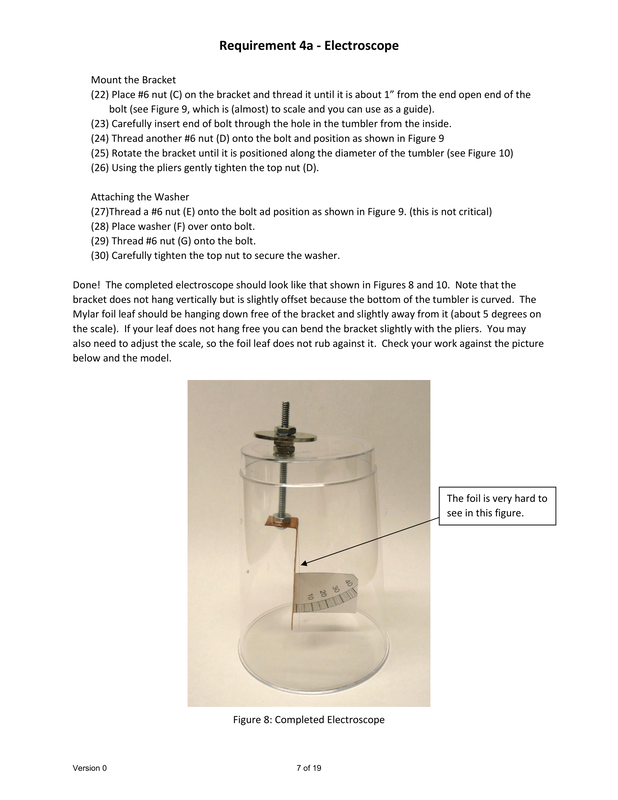 Requirement 4a - Electroscope
Mount the Bracket
(22) Place #6 nut (C) on the bracket and thread it until it is about 1” from the end open end of the
bolt (see Figure 9, which is (almost) to scale and you can use as a guide).
(23) Carefully insert end of bolt through the hole in the tumbler from the inside.
(24) Thread another #6 nut (D) onto the bolt and position as shown in Figure 9
(25) Rotate the bracket until it is positioned along the diameter of the tumbler (see Figure 10)
(26) Using the pliers gently tighten the top nut (D).
Attaching the Washer
(27)Thread a #6 nut (E) onto the bolt ad position as shown in Figure 9. (this is not critical)
(28) Place washer (F) over onto bolt.
(29) Thread #6 nut (G) onto the bolt.
(30) Carefully tighten the top nut to secure the washer.
Done!  The completed electroscope should look like that shown in Figures 8 and 10.  Note that the
bracket does not hang vertically but is slightly offset because the bottom of the tumbler is curved.  The
Mylar foil leaf should be hanging down free of the bracket and slightly away from it (about 5 degrees on
the scale).  If your leaf does not hang free you can bend the bracket slightly with the pliers.  You may
also need to adjust the scale, so the foil leaf does not rub against it.  Check your work against the picture
below and the model.
The foil is very hard to
see in this figure.
10 20 30 40
Figure 8: Completed Electroscope
Version 0
7 of 19